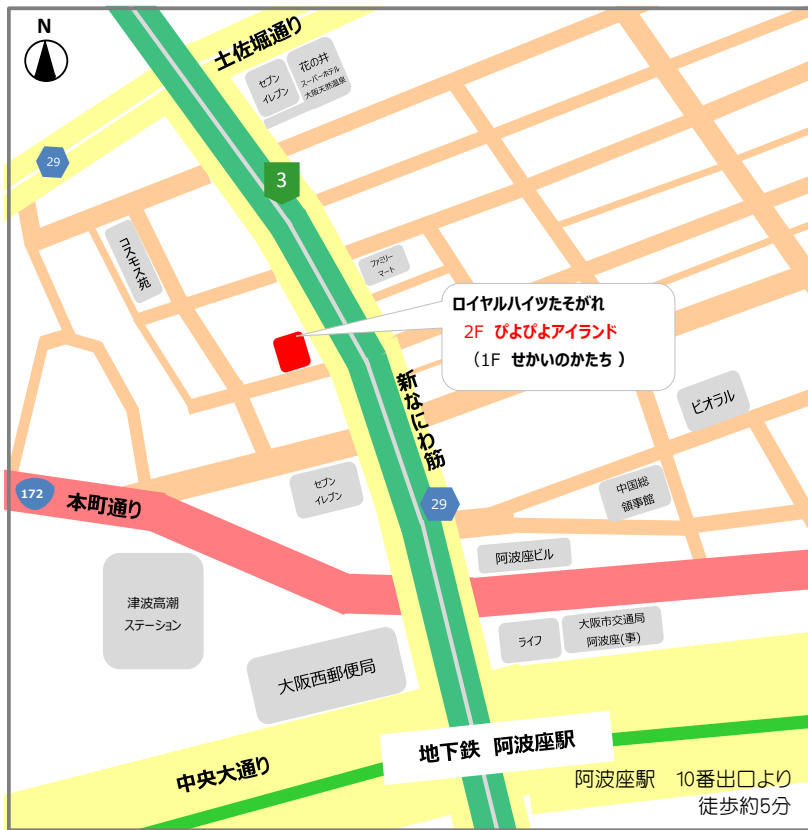 N
土佐堀通り
セブン
イレブン
花の井
スーパーホテル
大阪天然温泉
29
3
コスモス苑
ファミリー
マート
ロイヤルハイツたそがれ
2F ぴよぴよアイランド
(1F せかいのかたち )
新なにわ筋
ビオラル
セブン
イレブン
中国総
領事館
172
本町通り
29
阿波座ビル
津波高潮
ステーション
ライフ
大阪市交通局
阿波座(事)
大阪西郵便局
地下鉄 阿波座駅
中央大通り
阿波座駅 10番出口より
徒歩約5分